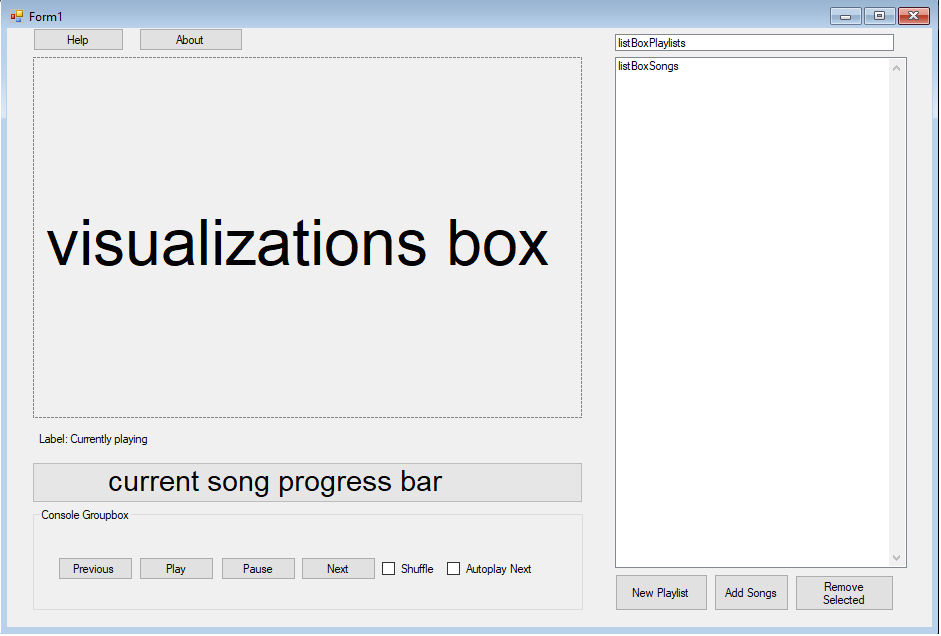 Form1
Help
About
listBoxPlaylists
listBoxSongs
visualizations box
Label: Currently playing
current song progress bar
Console Groupbox
Previous
Play
Pause
Next
Shuffle
Autoplay Next
New Playlist
Add Songs
Remove
Selected